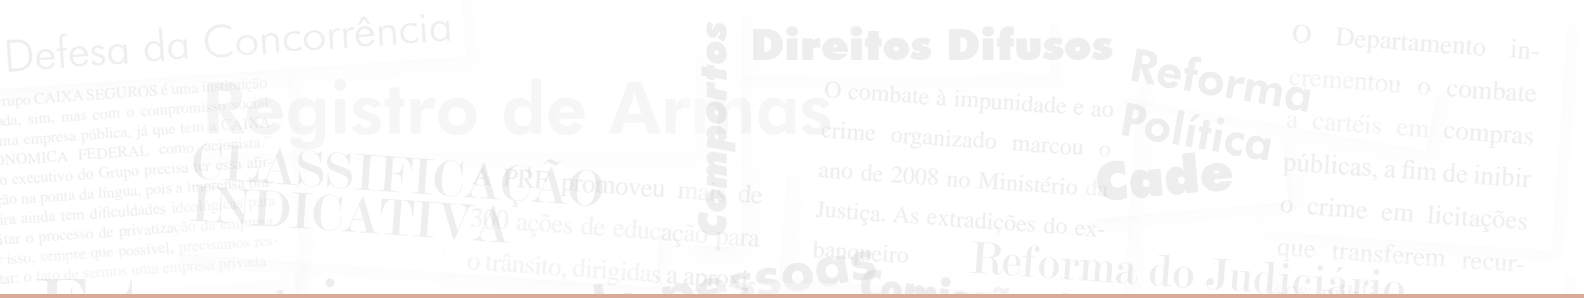 Defesa da Concorrência
rupo CAIXA SEGUROS é uma instituição
ada, sim, mas com o compromisso social
ma empresa pública, já que tem a CAIXA
ONOMICA FEDERAL como acionista."
o executivo do Grupo precisa ter essa afir-
ção na ponta da língua, pois a imprensa bra-
ira ainda tem dificuldades ideológicas para
itar o processo de privatização da empresa
r isso, sempre que possível, precisamos res-
tar: o fato de sermos uma empresa privada
Registro de Armas
CLASSIFICAÇÃO
INDICATIVA
A PRF promoveu mais de
300 ações de educação para
o trânsito, dirigidas a aproxi-
comportos
Direitos Difusos
O combate à impunidade e ao
crime organizado marcou o
ano de 2008 no Ministério da
Justiça. As extradições do ex-
banqueiro
Reforma
Política
Cade
Reforma do Judiciário
O Departamento in-
crementou o combate
a cartéis em compras
públicas, a fim de inibir
o crime em licitações
que transferem recur-